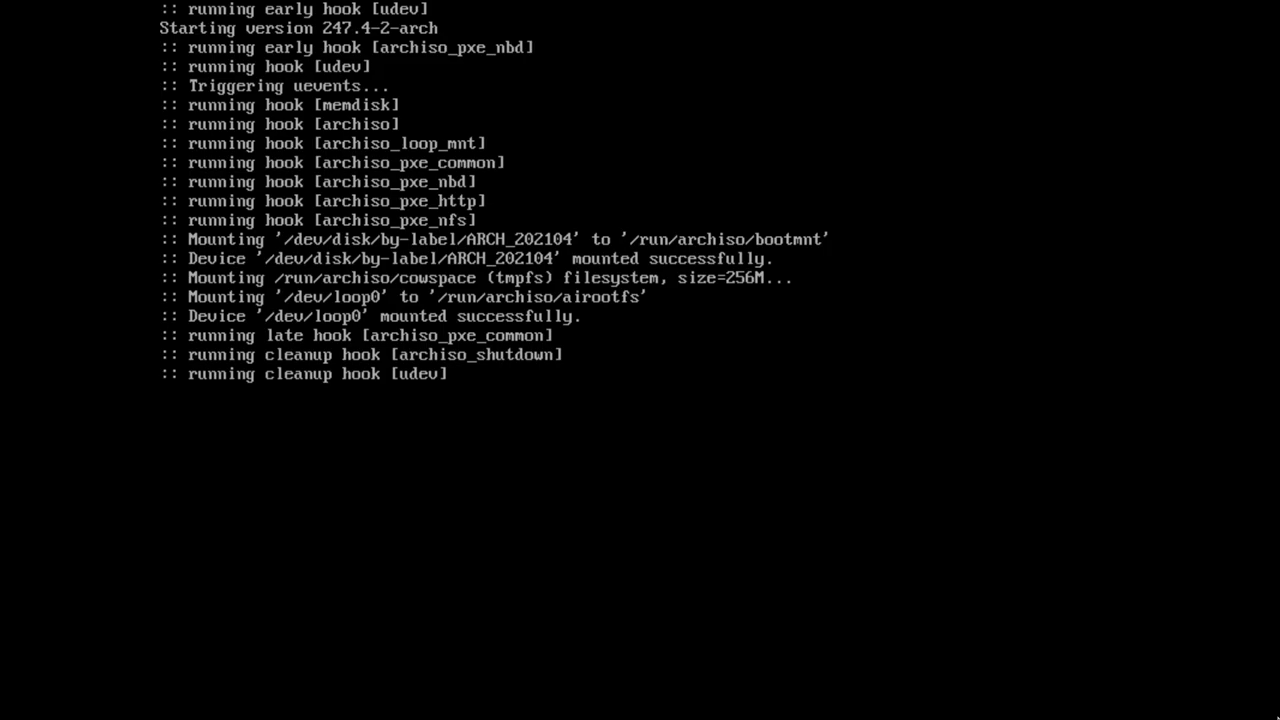 :: running early hook [udev]
Starting version 247.4-2-arch
:: running early hook [archiso_pxe_nbd]
:: running hook [udev]
:: Triggering uevents...
:: running hook [memdisk]
:: running hook [archiso]
:: running hook [archiso_loop_mnt]
:: running hook [archiso_pxe_common]
:: running hook [archiso_pxe_nbd]
:: running hook [archiso_pxe_http]
:: running hook [archiso_pxe_nfs]
:: Mounting '/dev/disk/by-label/ARCH_202104' to '/run/archiso/bootmnt'
:: Device '/dev/disk/by-label/ARCH_202104' mounted successfully.
:: Mounting /run/archiso/cowspace (tmpfs) filesystem, size=256M...
:: Mounting '/dev/loop0' to '/run/archiso/airootfs'
:: Device '/dev/loop0' mounted successfully.
:: running late hook [archiso_pxe_common]
:: running cleanup hook [archiso_shutdown]
:: running cleanup hook [udev]